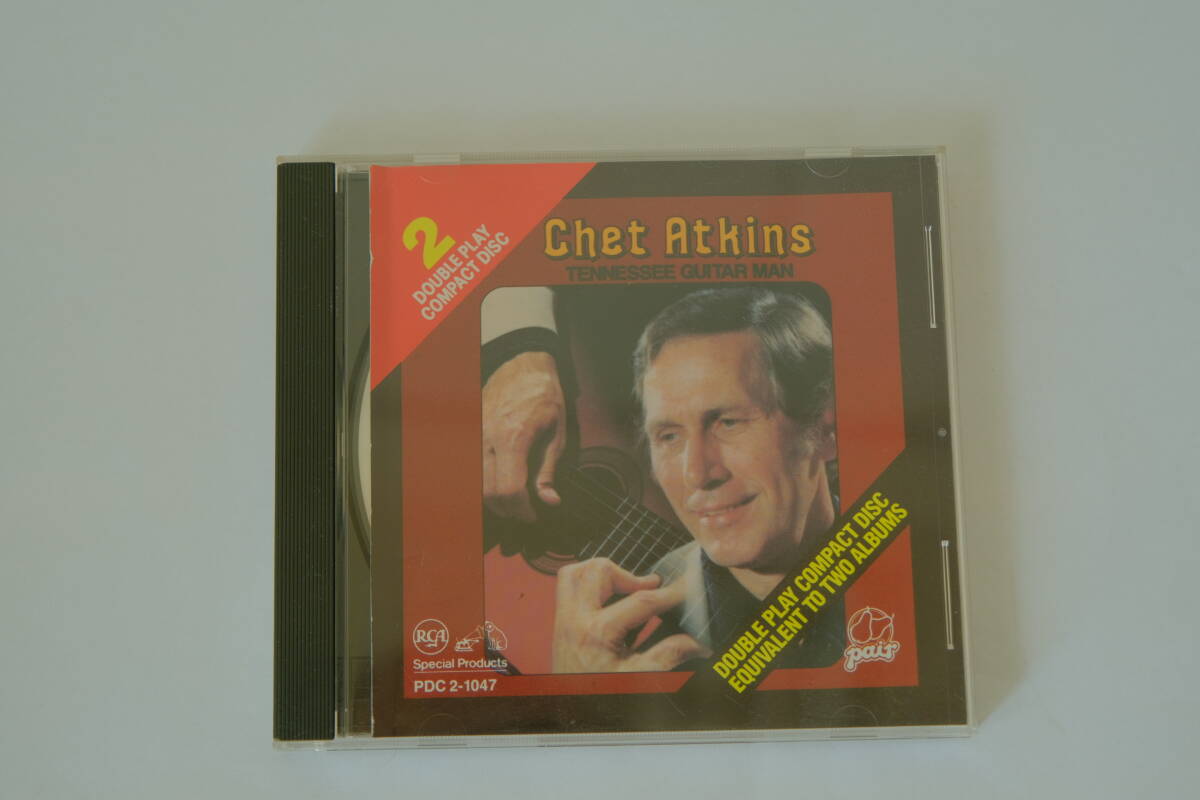 2
DOUBLE PLAY
COMPACT DISC
Chet Atkins
TENNESSEE GUITAR MAN
DOUBLE PLAY COMPACT DISC
EQUIVALENT TO TWO ALBUMS
RCA
Special Products
PDC 2-1047
pair